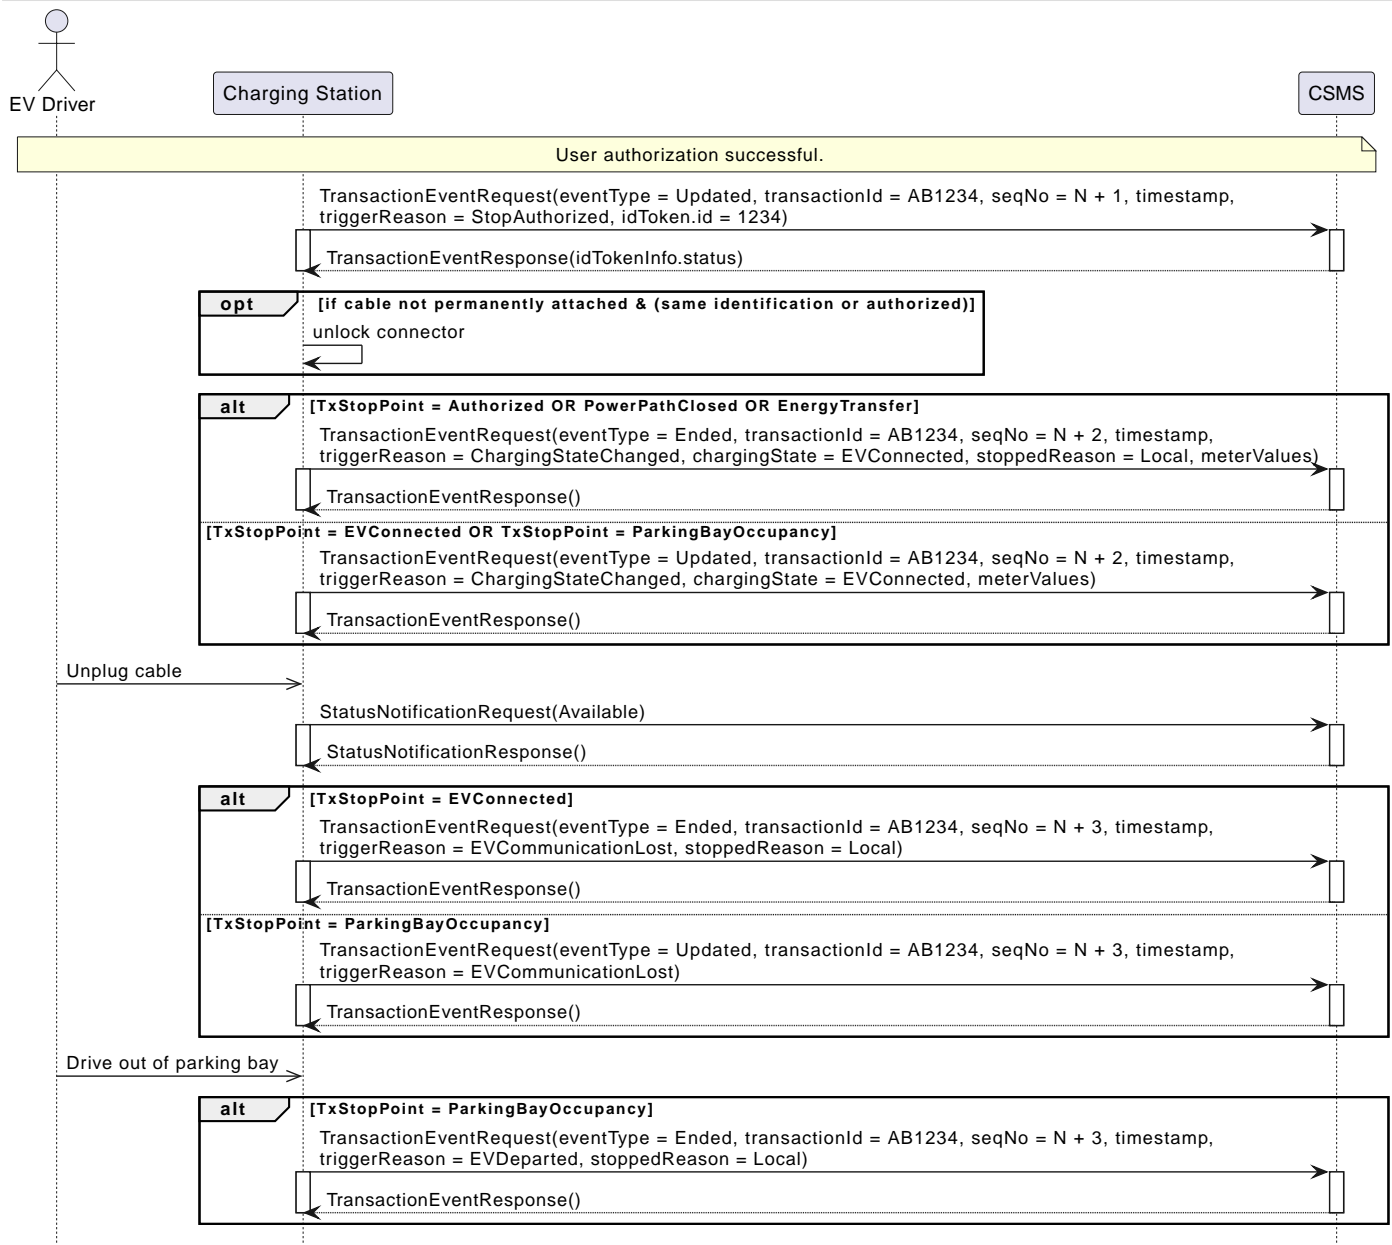 EV Driver
Charging Station
CSMS
User authorization successful.
TransactionEventRequest(eventType = Updated, transactionId = AB1234, seqNo = N + 1, timestamp,
triggerReason = StopAuthorized, idToken.id = 1234)
TransactionEventResponse(idTokenInfo.status)
opt
[if cable not permanently attached & (same identification or authorized)]
unlock connector
alt
[TxStopPoint = Authorized OR PowerPathClosed OR EnergyTransfer]
TransactionEventRequest(eventType = Ended, transactionId = AB1234, seqNo = N + 2, timestamp,
triggerReason = ChargingStateChanged, chargingState = EVConnected, stoppedReason = Local, meterValues)
TransactionEventResponse()
[TxStopPoint = EVConnected OR TxStopPoint = ParkingBayOccupancy]
TransactionEventRequest(eventType = Updated, transactionId = AB1234, seqNo = N + 2, timestamp,
triggerReason = ChargingStateChanged, chargingState = EVConnected, meterValues)
TransactionEventResponse()
Unplug cable
StatusNotificationRequest(Available)
StatusNotificationResponse()
alt
[TxStopPoint = EVConnected]
TransactionEventRequest(eventType = Ended, transactionId = AB1234, seqNo = N + 3, timestamp,
triggerReason = EVCommunicationLost, stoppedReason = Local)
TransactionEventResponse()
[TxStopPoint = ParkingBayOccupancy]
TransactionEventRequest(eventType = Updated, transactionId = AB1234, seqNo = N + 3, timestamp,
triggerReason = EVCommunicationLost)
TransactionEventResponse()
Drive out of parking bay
alt
[TxStopPoint = ParkingBayOccupancy]
TransactionEventRequest(eventType = Ended, transactionId = AB1234, seqNo = N + 3, timestamp,
triggerReason = EVDeparted, stoppedReason = Local)
TransactionEventResponse()